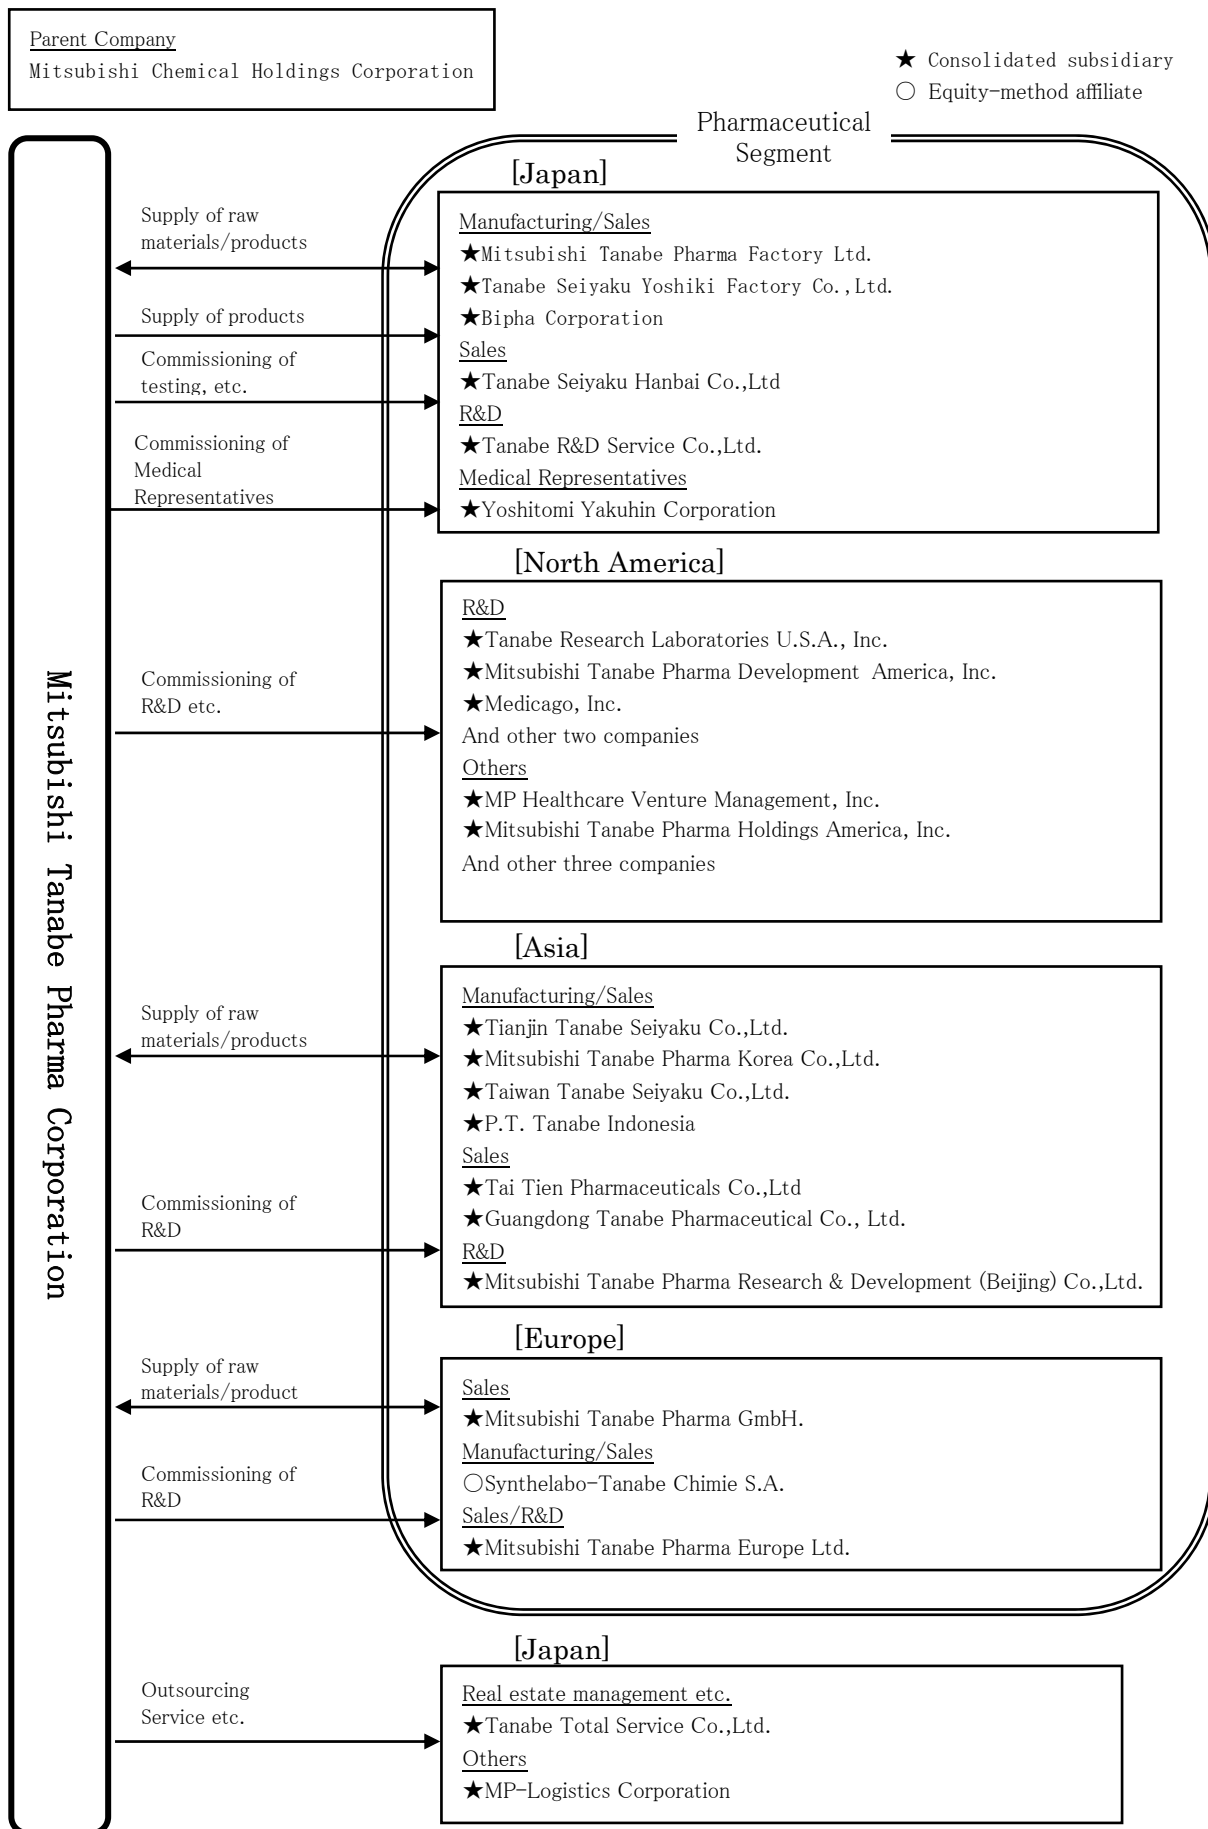 Parent Company
Mitsubishi Chemical Holdings Corporation
★ Consolidated subsidiary
○ Equity-method affiliate
Pharmaceutical
Segment
Mitsubishi Tanabe Pharma Corporation
[Japan]
Supply of raw
materials/products
Supply of products
Commissioning of
testing, etc.
Commissioning of
Medical
Representatives
Manufacturing/Sales
★Mitsubishi Tanabe Pharma Factory Ltd.
★Tanabe Seiyaku Yoshiki Factory Co.,Ltd.
★Bipha Corporation
Sales
★Tanabe Seiyaku Hanbai Co.,Ltd
R&D
★Tanabe R&D Service Co.,Ltd.
Medical Representatives
★Yoshitomi Yakuhin Corporation
[North America]
Commissioning of
R&D etc.
R&D
★Tanabe Research Laboratories U.S.A., Inc.
★Mitsubishi Tanabe Pharma Development America, Inc.
★Medicago, Inc.
And other two companies
Others
★MP Healthcare Venture Management, Inc.
★Mitsubishi Tanabe Pharma Holdings America, Inc.
And other three companies
[Asia]
Supply of raw
materials/products
Commissioning of
R&D
Manufacturing/Sales
★Tianjin Tanabe Seiyaku Co.,Ltd.
★Mitsubishi Tanabe Pharma Korea Co.,Ltd.
★Taiwan Tanabe Seiyaku Co.,Ltd.
★P.T. Tanabe Indonesia
Sales
★Tai Tien Pharmaceuticals Co.,Ltd
★Guangdong Tanabe Pharmaceutical Co., Ltd.
R&D
★Mitsubishi Tanabe Pharma Research & Development (Beijing) Co.,Ltd.
[Europe]
Supply of raw
materials/product
Commissioning of
R&D
Sales
★Mitsubishi Tanabe Pharma GmbH.
Manufacturing/Sales
○Synthelabo-Tanabe Chimie S.A.
Sales/R&D
★Mitsubishi Tanabe Pharma Europe Ltd.
[Japan]
Outsourcing
Service etc.
Real estate management etc.
★Tanabe Total Service Co.,Ltd.
Others
★MP-Logistics Corporation